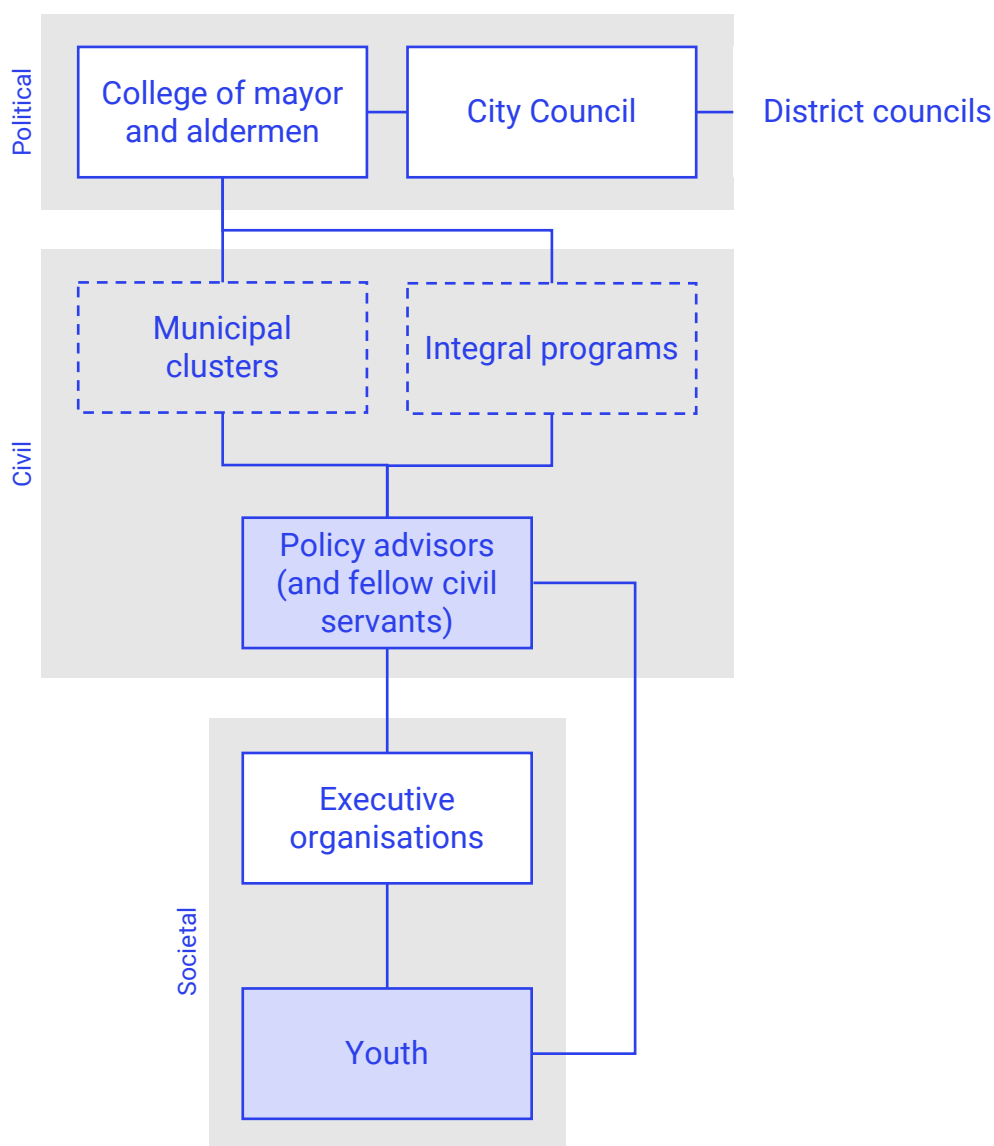 Political
College of mayor
and aldermen
City Council
District councils
Civil
Municipal
clusters
Integral programs
Policy advisors
(and fellow civil
servants)
Societal
Executive
organisations
Youth